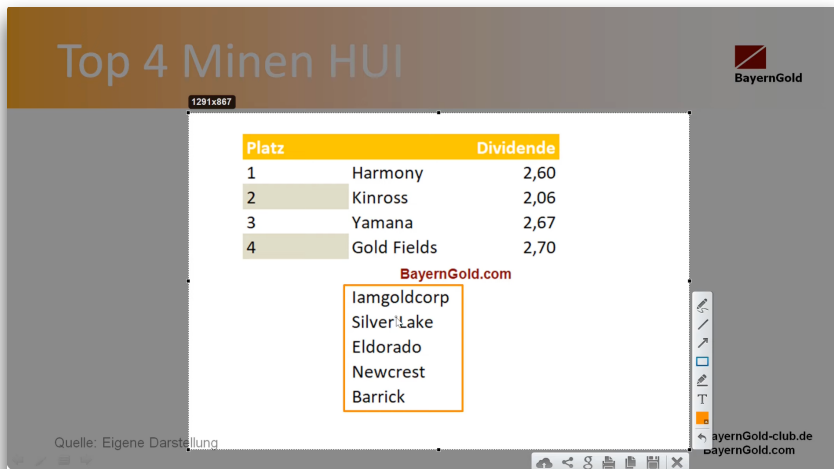 Top 4 Minen HUI
BayernGold
1291x867
Platz Dividende
1 Harmony 2,60
2 Kinross 2,06
3 Yamana 2,67
4 Gold Fields 2,70
BayernGold.com
Iamgoldcorp
Silver Lake
Eldorado
Newcrest
Barrick
T
Quelle: Eigene Darstellung
ayernGold-club.de
BayernGold.com
8